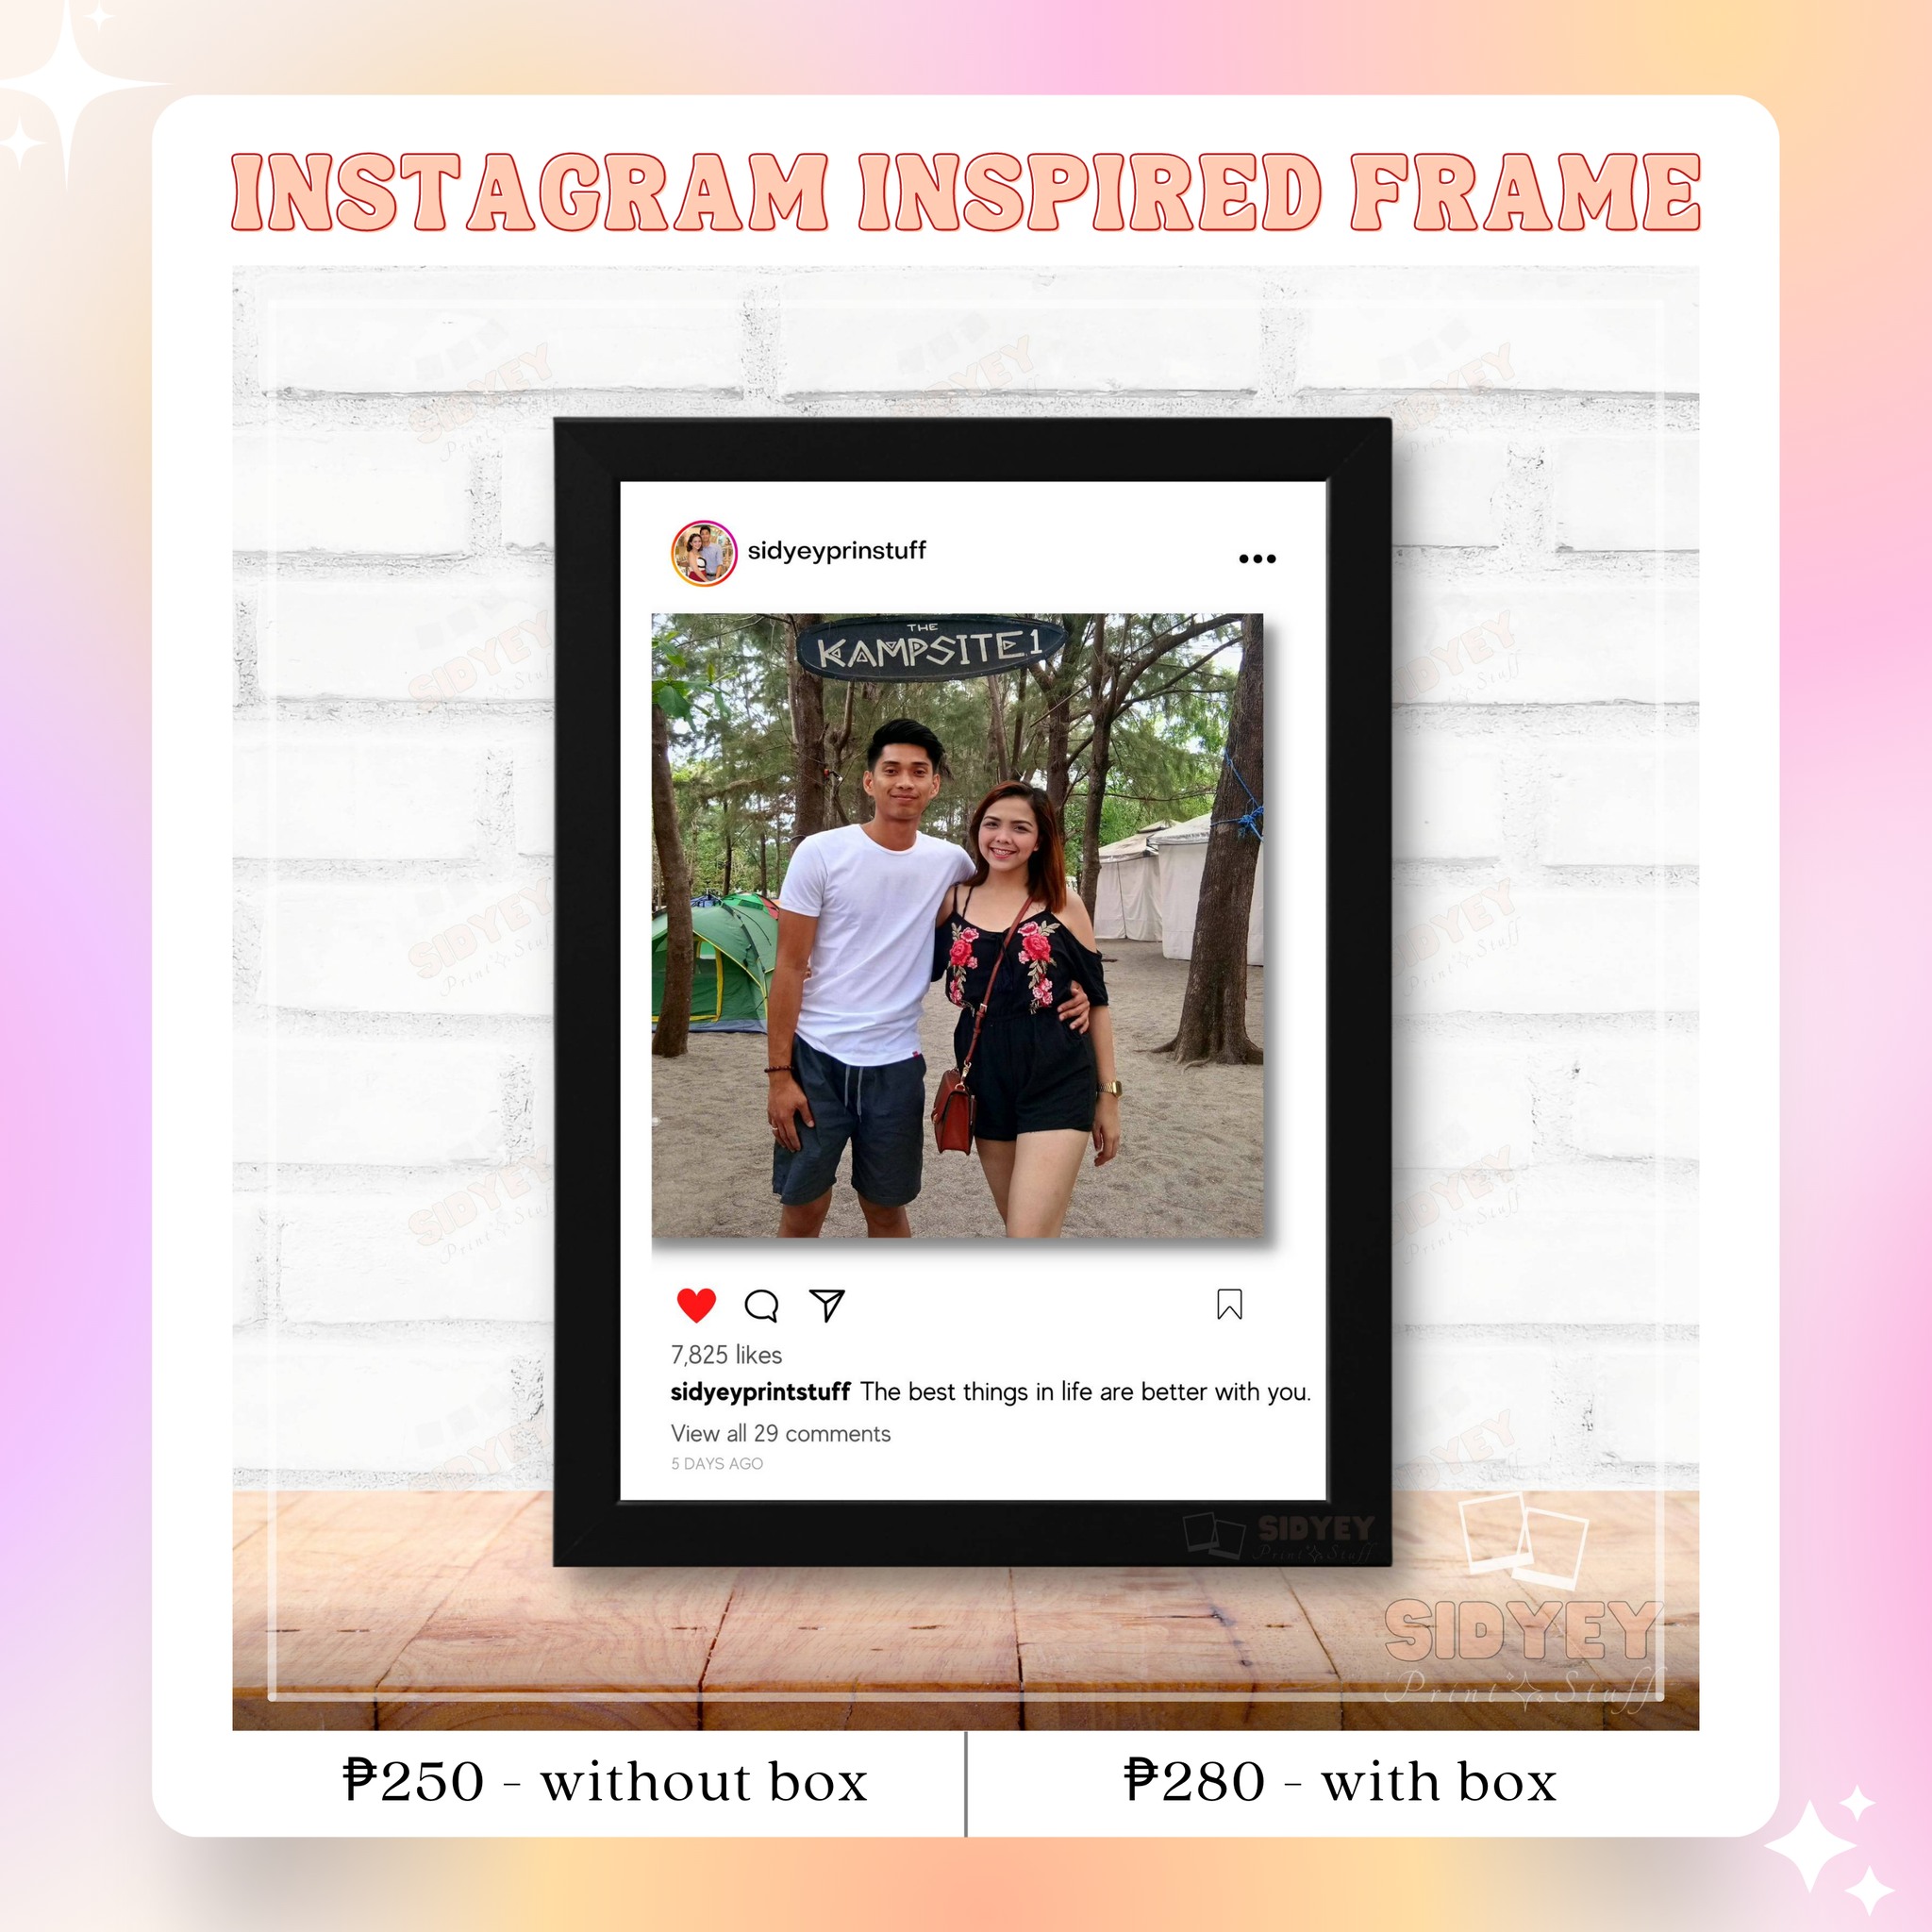 INSTAGRAM INSPIRED FRAME
sidyeyprinstuff
THE
KAMPSITE1
7,825 likes
sidyeyprintstuff The best things in life are better with you.
View all 29 comments
5 DAYS AGO
SIDYEY
Print Stuff
SIDYEY
Print Stuff
₱250 - without box
₱280 - with box